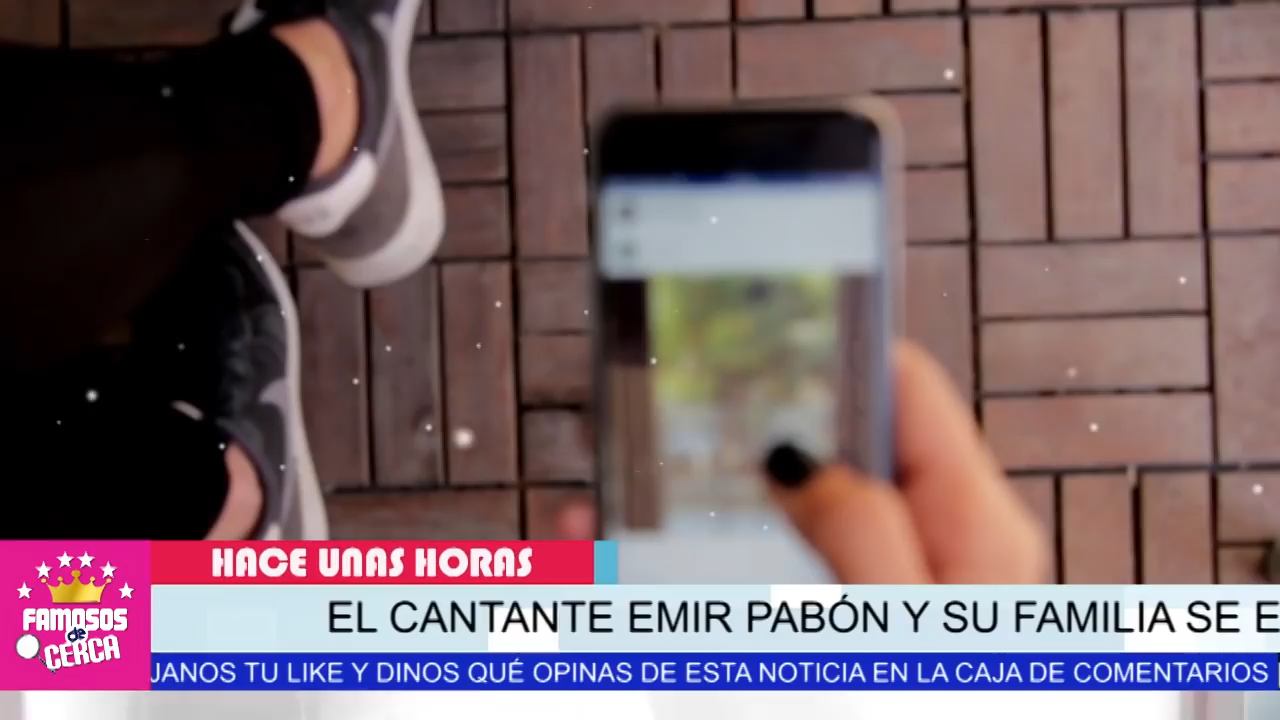 HACE UNAS HORAS
FAMOSOS
de
CERCA
EL CANTANTE EMIR PABÓN Y SU FAMILIA SE E
JANOS TU LIKE Y DINOS QUÉ OPINAS DE ESTA NOTICIA EN LA CAJA DE COMENTARIOS